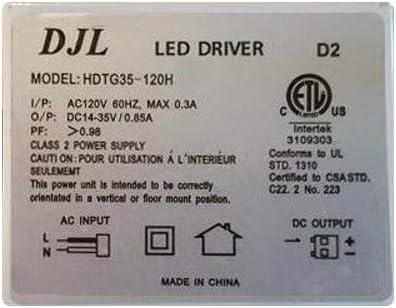 DJL LED DRIVER D2
MODEL: HDTG35-120H
I/P: AC120V 60HZ, MAX 0.3A
O/P: DC14-35V/0.85A
PF: >0.98
CLASS 2 POWER SUPPLY
CAUTION: POUR UTILISATION À L'INTERIEUR
SEULEMENT
This power unit is intended to be correctly
orientated in a vertical or floor mount position.
ETL
C US
Intertek
3109303
Conforms to UL
STD. 1310
Certified to CSA STD.
C22. 2 No. 223
AC INPUT
L
N
DC OUTPUT
+
−
MADE IN CHINA